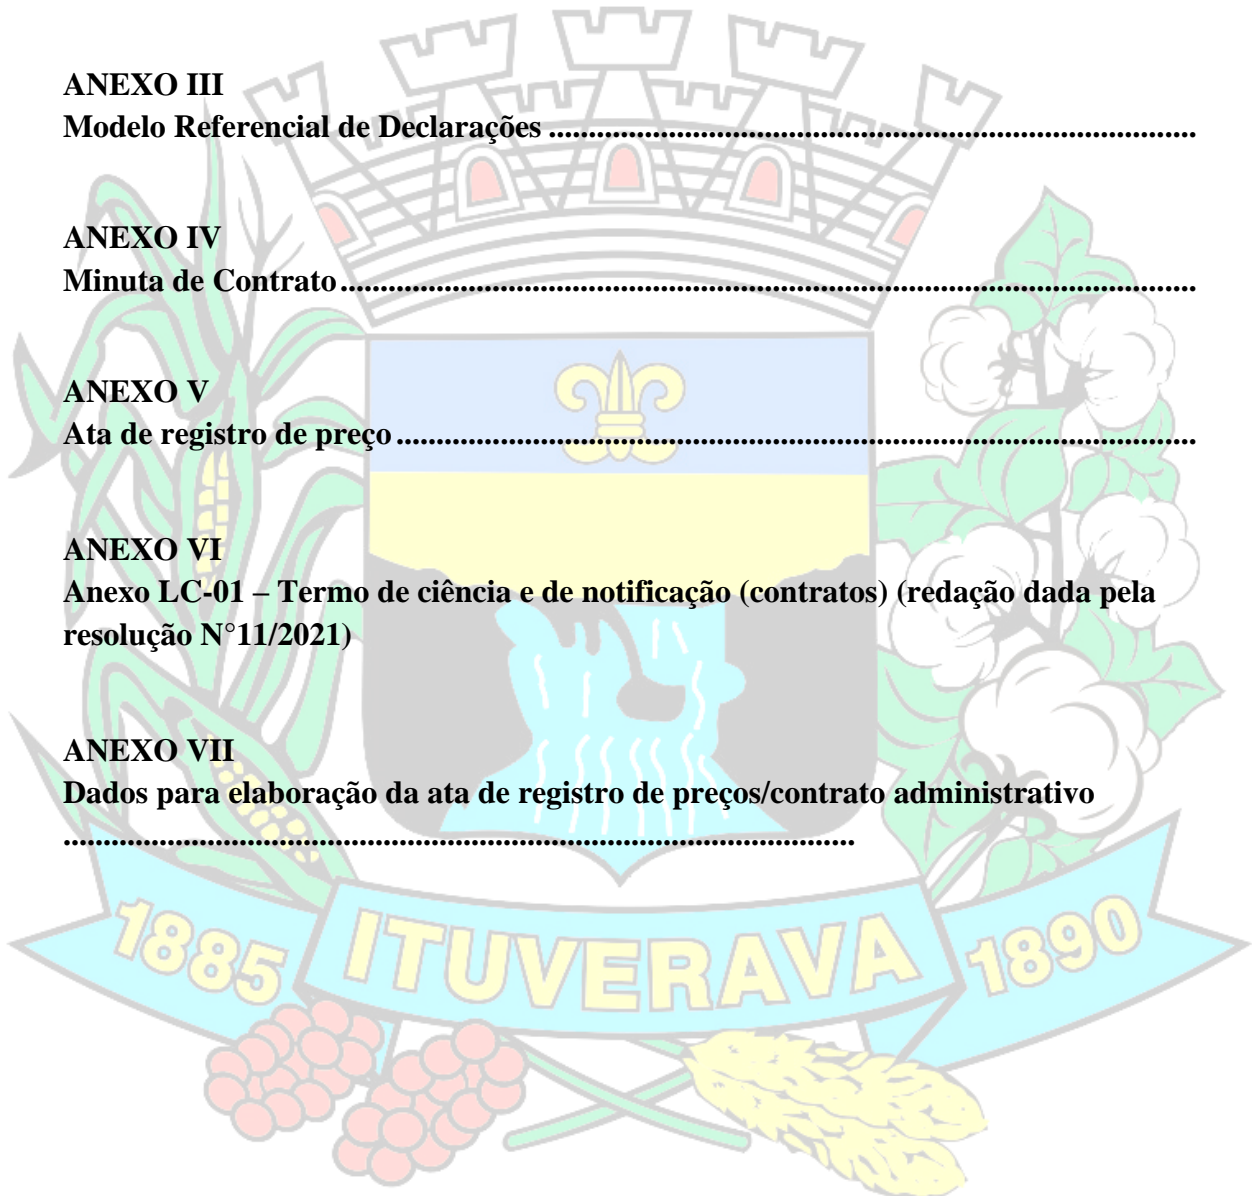 ANEXO III
Modelo Referencial de Declarações .................................................................................
ANEXO IV
Minuta de Contrato ...........................................................................................................
ANEXO V
Ata de registro de preço ....................................................................................................
ANEXO VI
Anexo LC-01 – Termo de ciência e de notificação (contratos) (redação dada pela
resolução N°11/2021)
ANEXO VII
Dados para elaboração da ata de registro de preços/contrato administrativo
...................................................................................................
1885 ITUVERAVA 1890